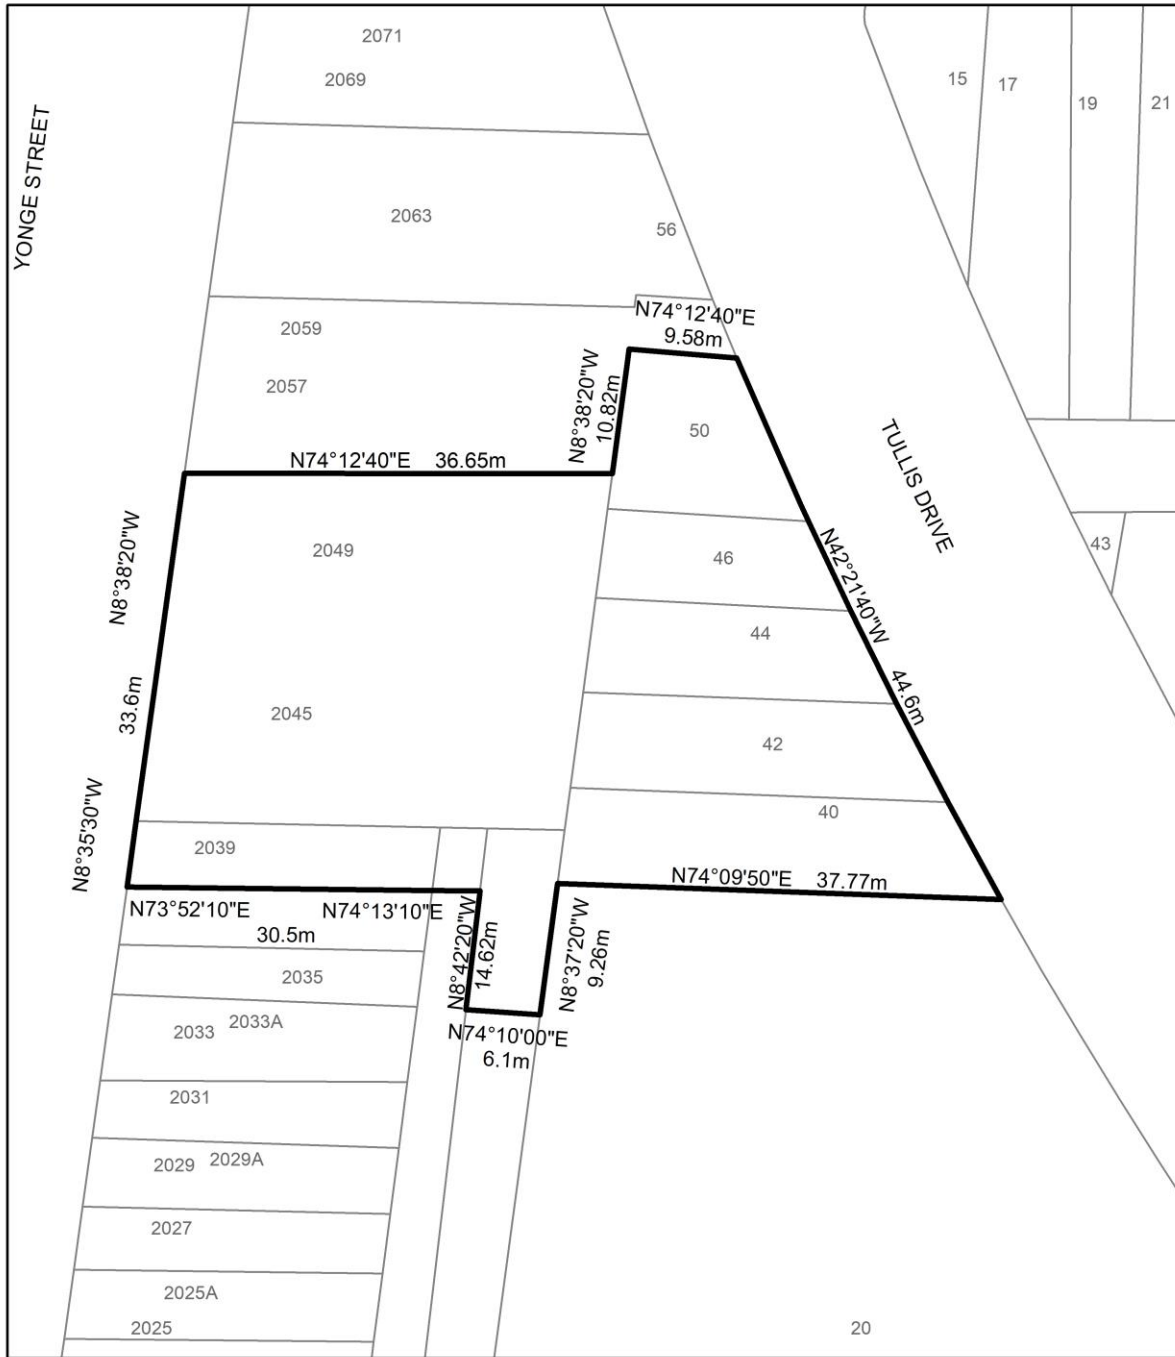 2071
2069
15
17
19
21
YONGE STREET
2063
56
N74°12'40"E
9.58m
2059
2057
N8°38'20"W
10.82m
50
TULLIS DRIVE
N74°12'40"E 36.65m
N8°38'20"W
2049
46
43
N42°21'40"W 44.6m
44
33.6m
2045
42
40
N8°35'30"W
2039
N74°09'50"E 37.77m
N73°52'10"E
N74°13'10"E
30.5m
N8°42'20"W
14.62m
N8°37'20"W
9.26m
2035
2033A
2033
N74°10'00"E
6.1m
2031
2029A
2029
2027
2025A
2025
20